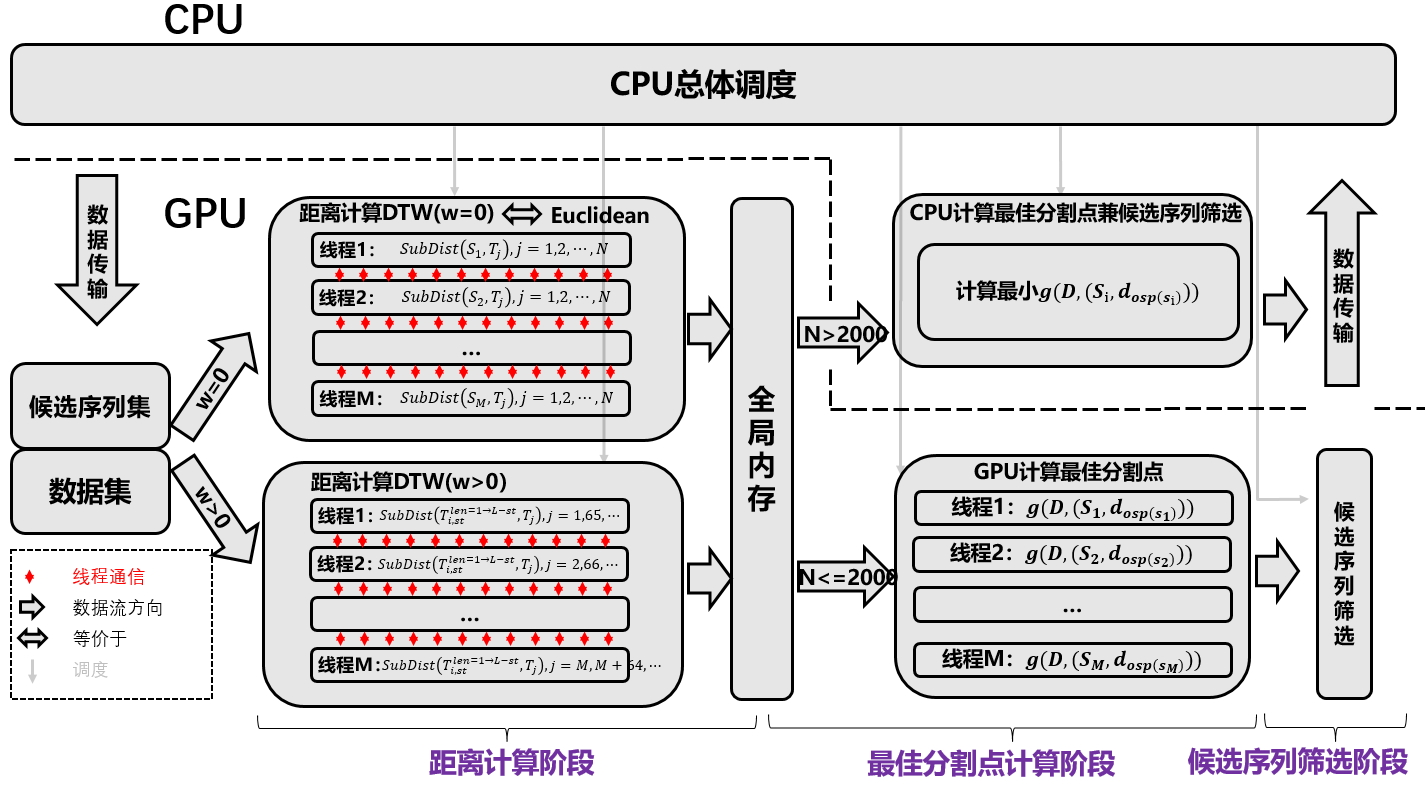 CPU
CPU总体调度
数据传输
GPU
距离计算DTW(w=0) ⇔ Euclidean
线程1： SubDist(S_1,T_j),j = 1,2,⋯,N
线程2： SubDist(S_2,T_j),j = 1,2,⋯,N
...
线程M： SubDist(S_M,T_j),j = 1,2,⋯,N
w=0
候选序列集
数据集
w>0
距离计算DTW(w>0)
线程1：SubDist(T_{i,st}^{len=1→L−st},T_j),j = 1,65,⋯
线程2：SubDist(T_{i,st}^{len=1→L−st},T_j),j = 2,66,⋯
...
线程M：SubDist(T_{i,st}^{len=1→L−st},T_j),j = M,M + 64,⋯
全局内存
N>2000
N<=2000
CPU计算最佳分割点兼候选序列筛选
计算最小g(D,(S_i,d_{osp(s_i)}))
数据传输
GPU计算最佳分割点
线程1：g(D,(S_1,d_{osp(s_1)}))
线程2：g(D,(S_2,d_{osp(s_2)}))
...
线程M：g(D,(S_M,d_{osp(s_M)}))
候选序列筛选
线程通信
数据流方向
等价于
调度
距离计算阶段
最佳分割点计算阶段
候选序列筛选阶段